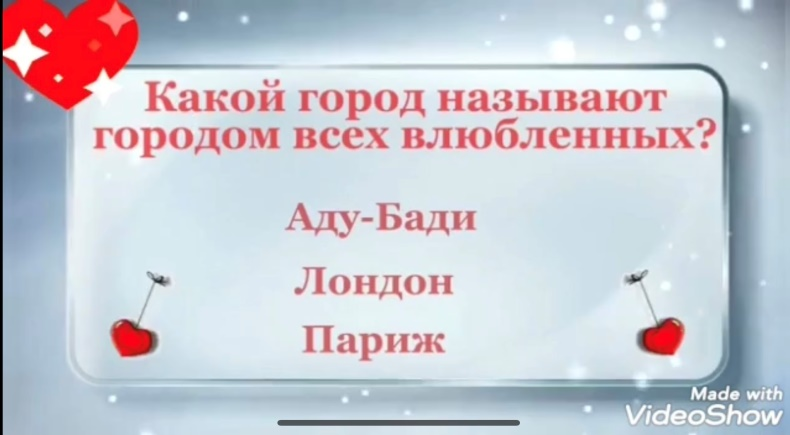 Какой город называют
городом всех влюбленных?
Аду-Бади
Лондон
Париж
Made with
VideoShow